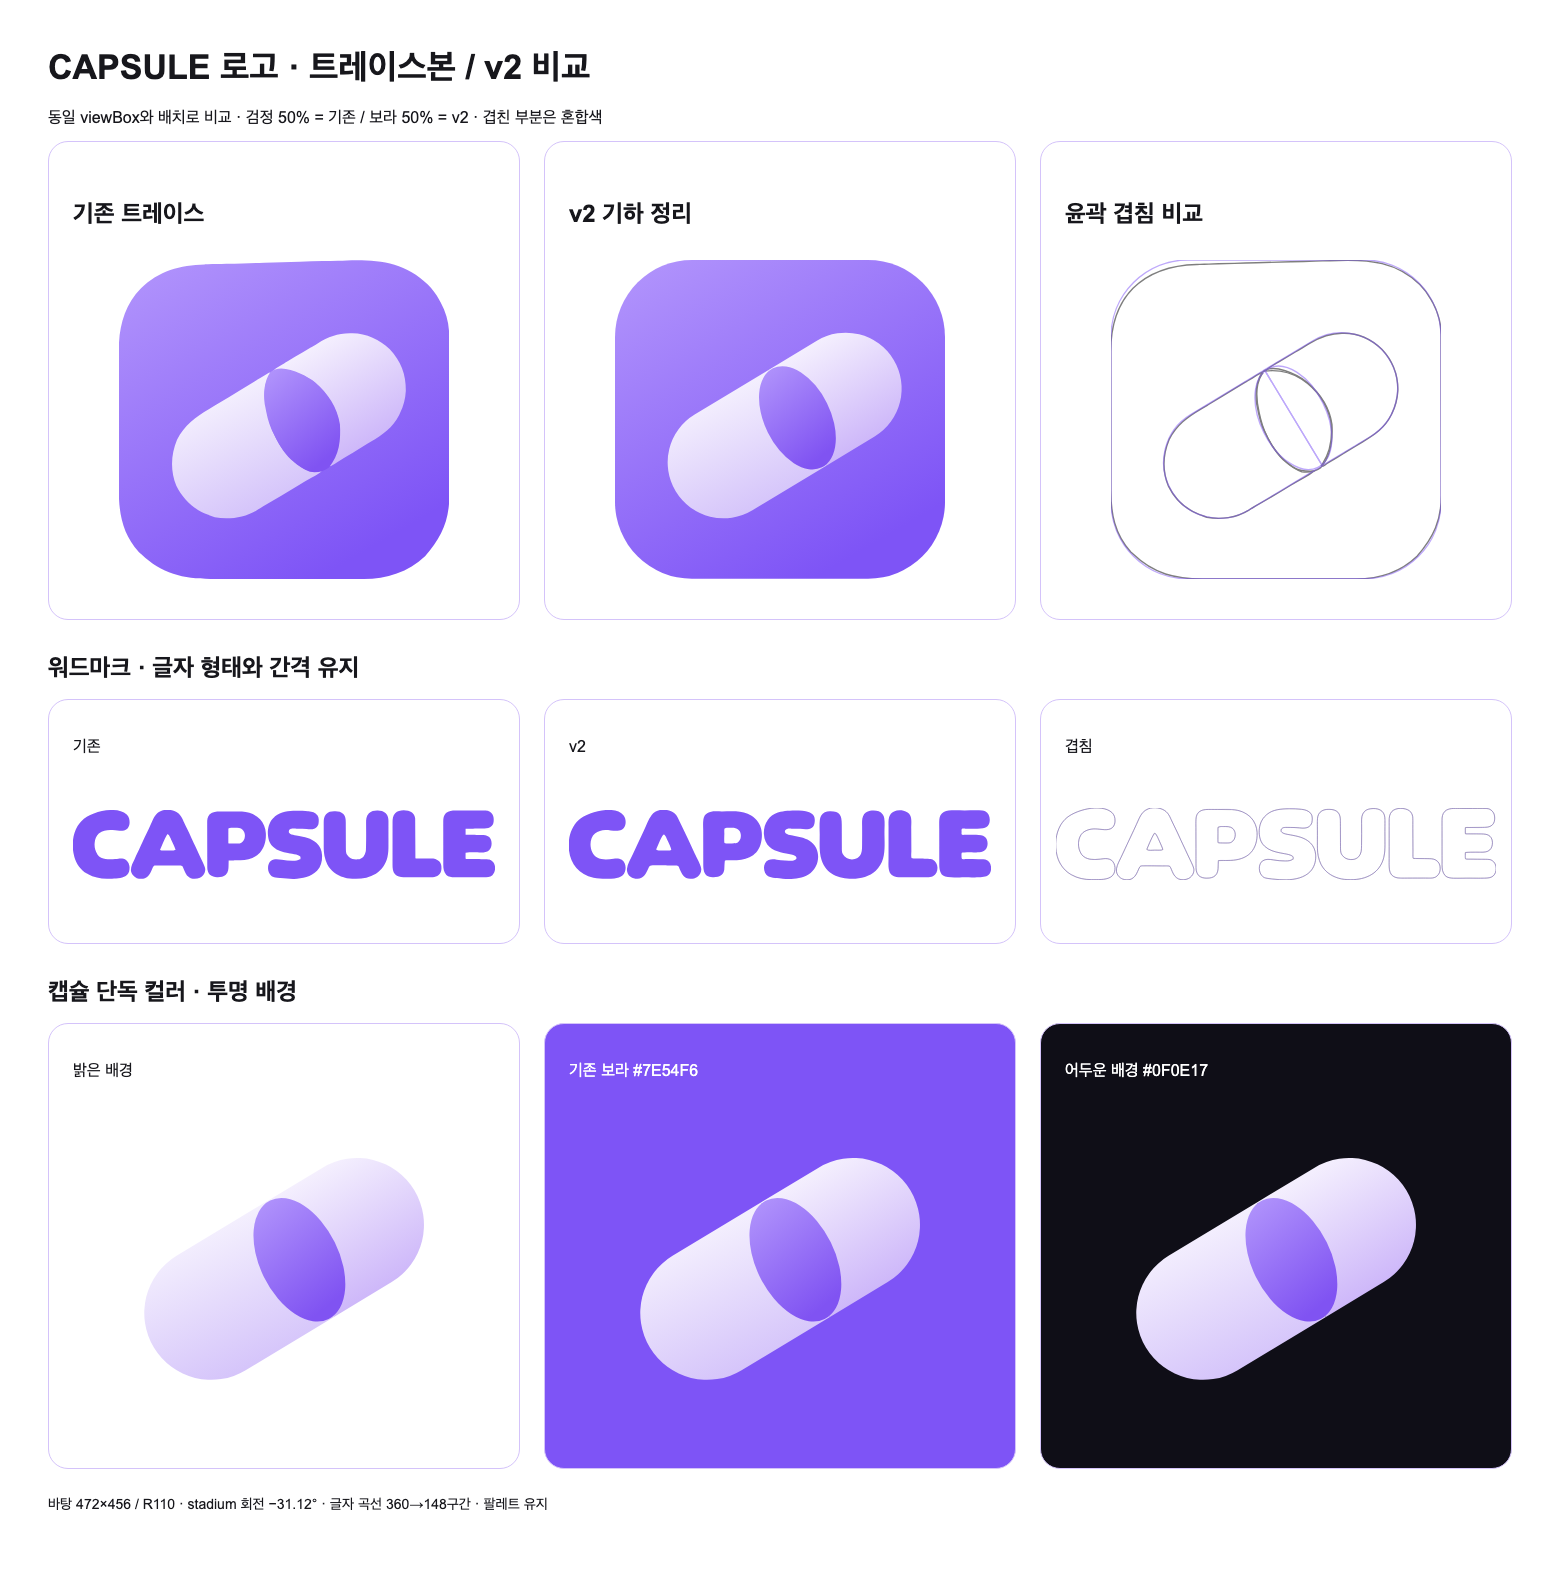 CAPSULE 로고 · 트레이스본 / v2 비교
동일 viewBox와 배치로 비교 · 검정 50% = 기존 / 보라 50% = v2 · 겹친 부분은 혼합색
기존 트레이스
v2 기하 정리
윤곽 겹침 비교
워드마크 · 글자 형태와 간격 유지
기존
v2
겹침
CAPSULE
CAPSULE
CAPSULE
캡슐 단독 컬러 · 투명 배경
밝은 배경
기존 보라 #7E54F6
어두운 배경 #0F0E17
바탕 472×456 / R110 · stadium 회전 −31.12° · 글자 곡선 360→148구간 · 팔레트 유지